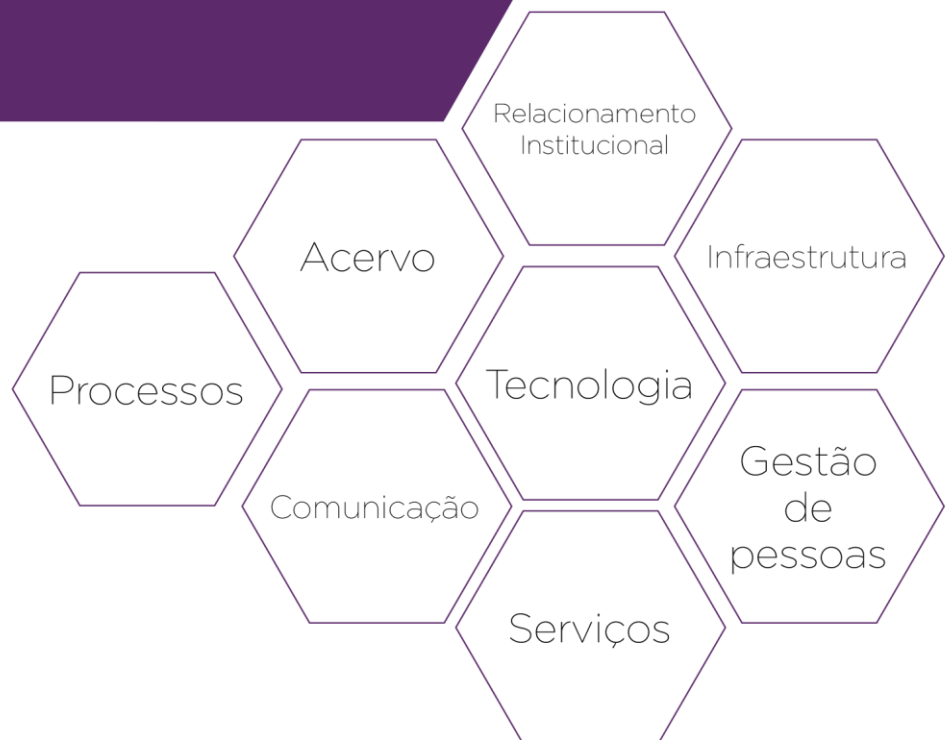 Relacionamento
Institucional
Acervo
Infraestrutura
Processos
Tecnologia
Comunicação
Gestão
de
pessoas
Serviços